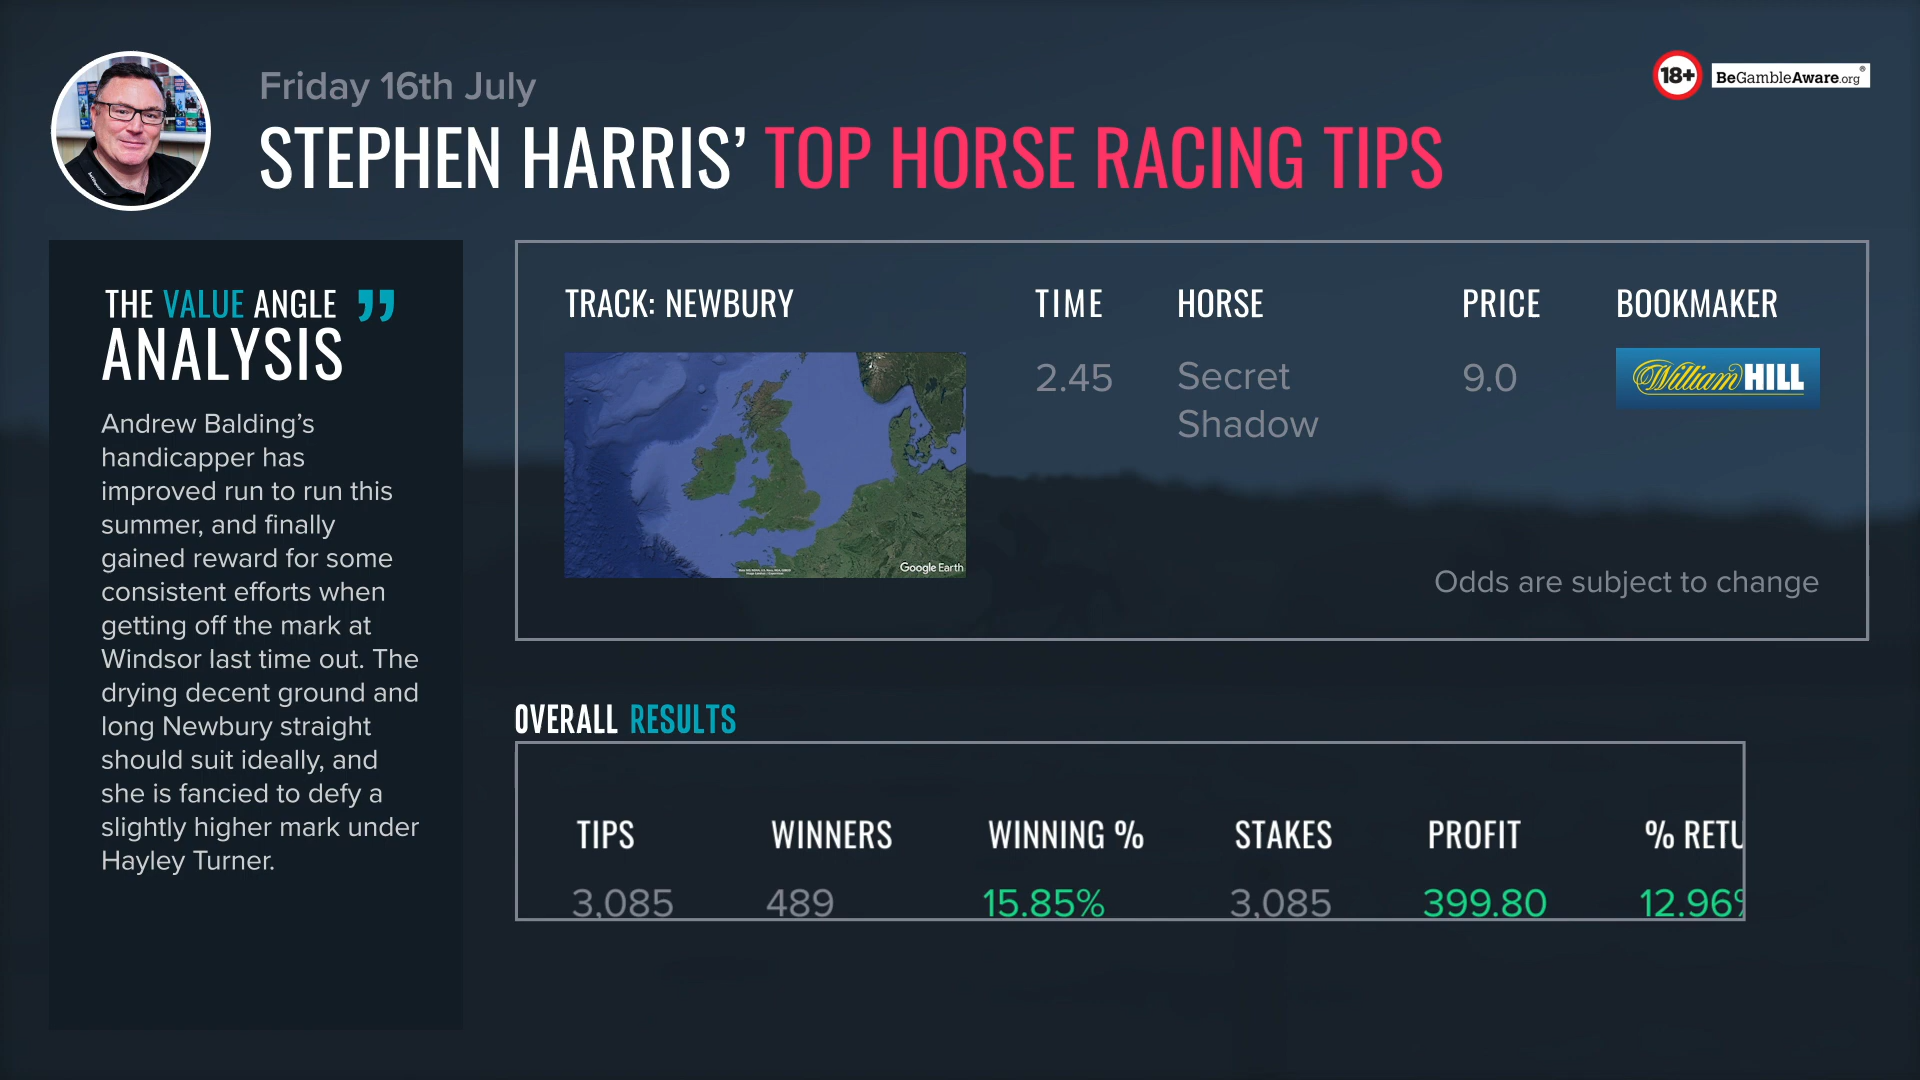 Friday 16th July
STEPHEN HARRIS’ TOP HORSE RACING TIPS
18+
BeGambleAware.org®
THE VALUE ANGLE ”
ANALYSIS
Andrew Balding’s
handicapper has
improved run to run this
summer, and finally
gained reward for some
consistent efforts when
getting off the mark at
Windsor last time out. The
drying decent ground and
long Newbury straight
should suit ideally, and
she is fancied to defy a
slightly higher mark under
Hayley Turner.
TRACK: NEWBURY
Google Earth
TIME
2.45
HORSE
Secret
Shadow
PRICE
9.0
BOOKMAKER
William HILL
Odds are subject to change
OVERALL RESULTS
TIPS WINNERS WINNING % STAKES PROFIT % RETU
3,085 489 15.85% 3,085 399.80 12.96%